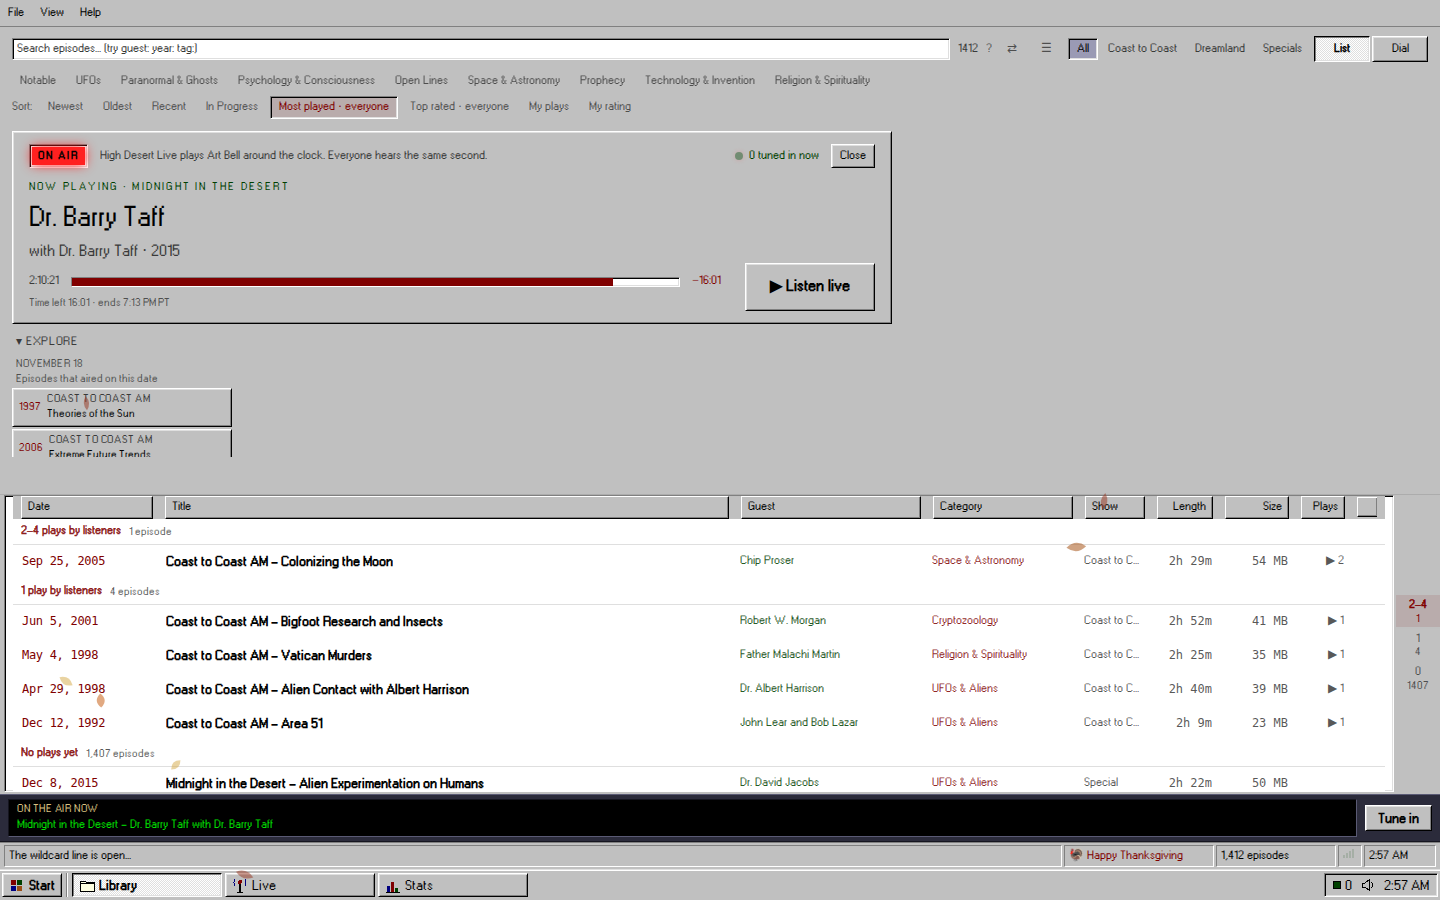 File View Help
Search episodes... (try guest: year: tag:) 1412 ? ⇄ ☰ All Coast to Coast Dreamland Specials List Dial
Notable UFOs Paranormal & Ghosts Psychology & Consciousness Open Lines Space & Astronomy Prophecy Technology & Invention Religion & Spirituality
Sort: Newest Oldest Recent In Progress Most played · everyone Top rated · everyone My plays My rating
ON AIR High Desert Live plays Art Bell around the clock. Everyone hears the same second. 0 tuned in now Close
NOW PLAYING · MIDNIGHT IN THE DESERT
Dr. Barry Taff
with Dr. Barry Taff · 2015
2:10:21 −16:01
▶ Listen live
Time left 16:01 · ends 7:13 PM PT
▾ EXPLORE
NOVEMBER 18
Episodes that aired on this date
1997 COAST TO COAST AM
Theories of the Sun
2006 COAST TO COAST AM
Extreme Future Trends
Date Title Guest Category Show Length Size Plays
2–4 plays by listeners 1 episode
Sep 25, 2005 Coast to Coast AM – Colonizing the Moon Chip Proser Space & Astronomy Coast to C... 2h 29m 54 MB ▶ 2
1 play by listeners 4 episodes
Jun 5, 2001 Coast to Coast AM – Bigfoot Research and Insects Robert W. Morgan Cryptozoology Coast to C... 2h 52m 41 MB ▶ 1
May 4, 1998 Coast to Coast AM – Vatican Murders Father Malachi Martin Religion & Spirituality Coast to C... 2h 25m 35 MB ▶ 1
Apr 29, 1998 Coast to Coast AM – Alien Contact with Albert Harrison Dr. Albert Harrison UFOs & Aliens Coast to C... 2h 40m 39 MB ▶ 1
Dec 12, 1992 Coast to Coast AM – Area 51 John Lear and Bob Lazar UFOs & Aliens Coast to C... 2h 9m 23 MB ▶ 1
No plays yet 1,407 episodes
Dec 8, 2015 Midnight in the Desert – Alien Experimentation on Humans Dr. David Jacobs UFOs & Aliens Special 2h 22m 50 MB
2–4
1
1
4
0
1407
ON THE AIR NOW
Midnight in the Desert – Dr. Barry Taff with Dr. Barry Taff
Tune in
The wildcard line is open... Happy Thanksgiving 1,412 episodes 2:57 AM
Start Library Live Stats 0 2:57 AM